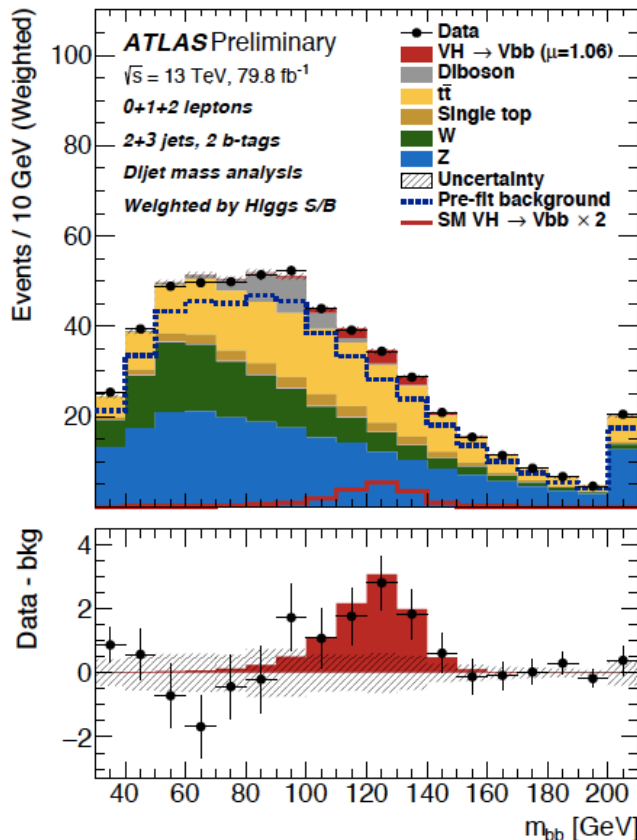 ATLAS Preliminary
√s = 13 TeV, 79.8 fb⁻¹
0+1+2 leptons
2+3 jets, 2 b-tags
Dijet mass analysis
Weighted by Higgs S/B
Data
VH → Vbb (μ=1.06)
Diboson
tt̄
Single top
W
Z
Uncertainty
Pre-fit background
SM VH → Vbb × 2
Events / 10 GeV (Weighted)
100
80
60
40
20
Data - bkg
4
2
0
−2
40 60 80 100 120 140 160 180 200
m_bb [GeV]